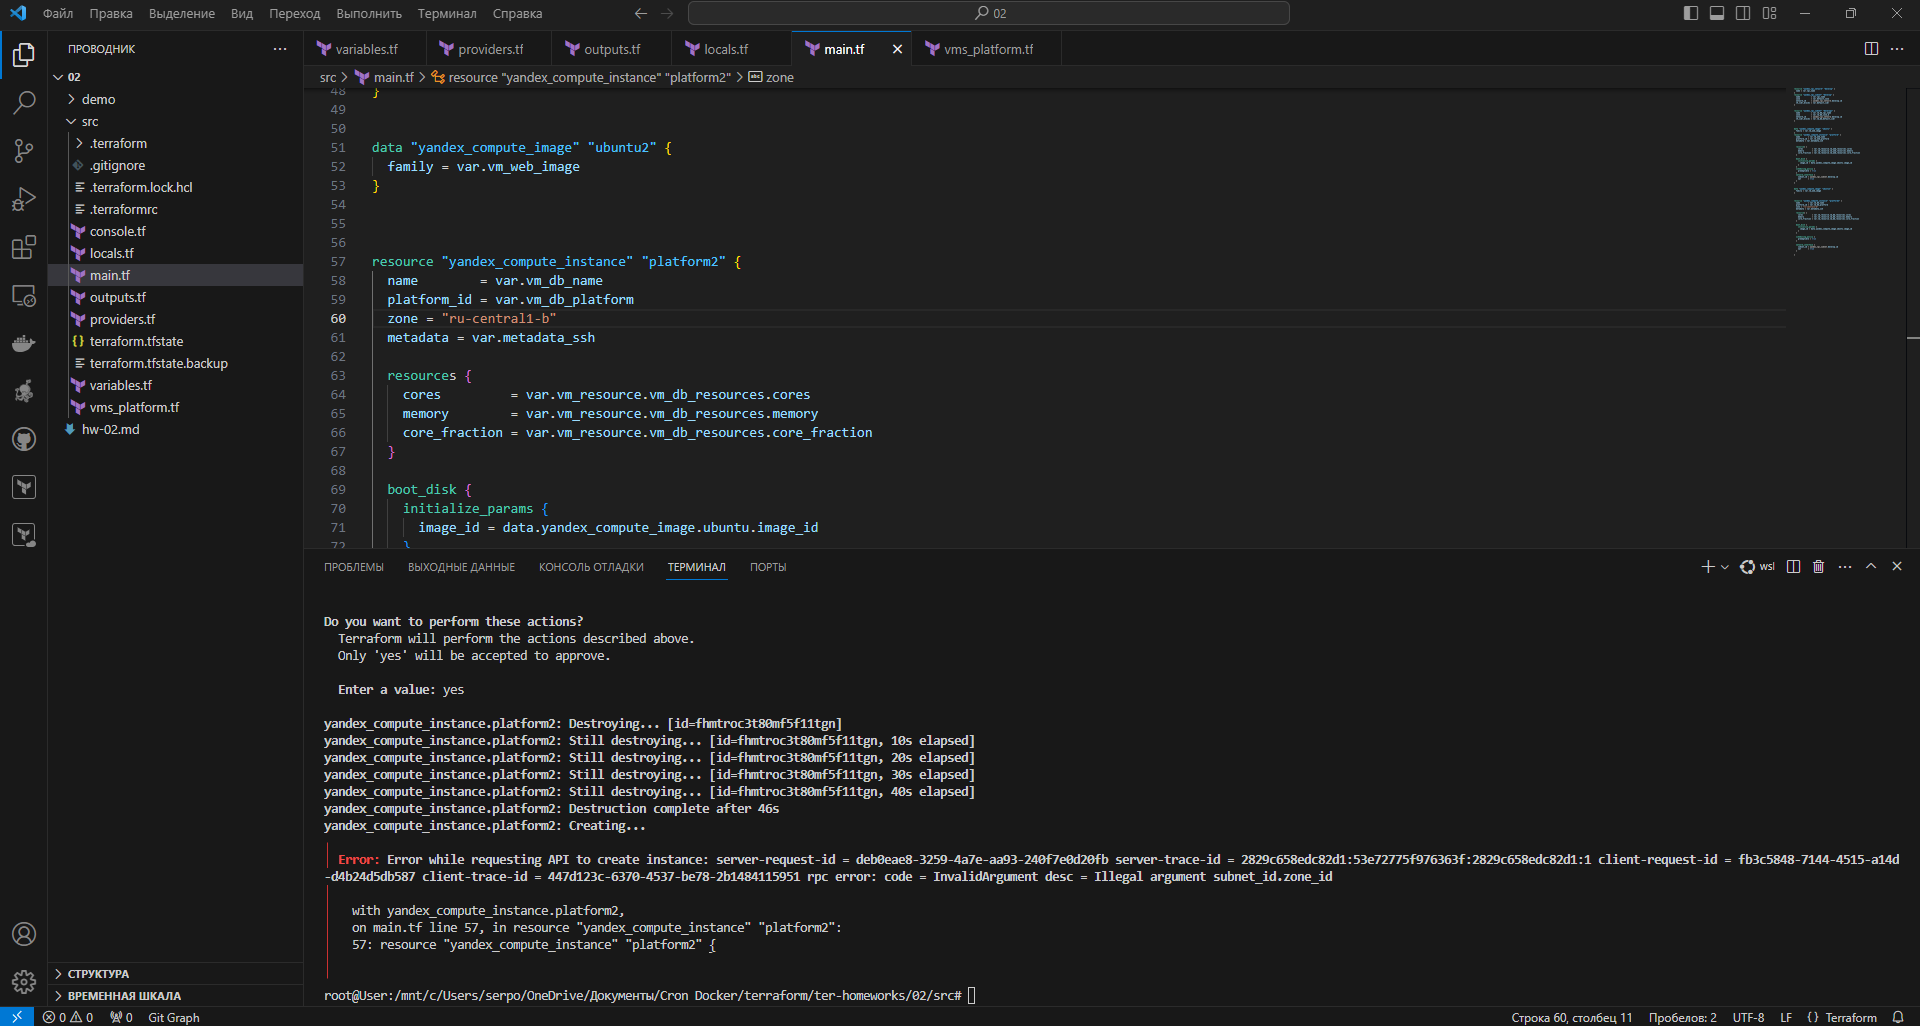 Файл Правка Выделение Вид Переход Выполнить Терминал Справка
02
ПРОВОДНИК
02
demo
src
.terraform
.gitignore
.terraform.lock.hcl
.terraformrc
console.tf
locals.tf
main.tf
outputs.tf
providers.tf
terraform.tfstate
terraform.tfstate.backup
variables.tf
vms_platform.tf
hw-02.md
СТРУКТУРА
ВРЕМЕННАЯ ШКАЛА
variables.tf providers.tf outputs.tf locals.tf main.tf vms_platform.tf
src > main.tf > resource "yandex_compute_instance" "platform2" > zone
48 }
49
50
51 data "yandex_compute_image" "ubuntu2" {
52 family = var.vm_web_image
53 }
54
55
56
57 resource "yandex_compute_instance" "platform2" {
58 name = var.vm_db_name
59 platform_id = var.vm_db_platform
60 zone = "ru-central1-b"
61 metadata = var.metadata_ssh
62
63 resources {
64 cores = var.vm_resource.vm_db_resources.cores
65 memory = var.vm_resource.vm_db_resources.memory
66 core_fraction = var.vm_resource.vm_db_resources.core_fraction
67 }
68
69 boot_disk {
70 initialize_params {
71 image_id = data.yandex_compute_image.ubuntu.image_id
72 }
ПРОБЛЕМЫ ВЫХОДНЫЕ ДАННЫЕ КОНСОЛЬ ОТЛАДКИ ТЕРМИНАЛ ПОРТЫ
wsl
Do you want to perform these actions?
Terraform will perform the actions described above.
Only 'yes' will be accepted to approve.
Enter a value: yes
yandex_compute_instance.platform2: Destroying... [id=fhmtroc3t80mf5f11tgn]
yandex_compute_instance.platform2: Still destroying... [id=fhmtroc3t80mf5f11tgn, 10s elapsed]
yandex_compute_instance.platform2: Still destroying... [id=fhmtroc3t80mf5f11tgn, 20s elapsed]
yandex_compute_instance.platform2: Still destroying... [id=fhmtroc3t80mf5f11tgn, 30s elapsed]
yandex_compute_instance.platform2: Still destroying... [id=fhmtroc3t80mf5f11tgn, 40s elapsed]
yandex_compute_instance.platform2: Destruction complete after 46s
yandex_compute_instance.platform2: Creating...
Error: Error while requesting API to create instance: server-request-id = deb0eae8-3259-4a7e-aa93-240f7e0d20fb server-trace-id = 2829c658edc82d1:53e72775f976363f:2829c658edc82d1:1 client-request-id = fb3c5848-7144-4515-a14d
-d4b24d5db587 client-trace-id = 447d123c-6370-4537-be78-2b1484115951 rpc error: code = InvalidArgument desc = Illegal argument subnet_id.zone_id
with yandex_compute_instance.platform2,
on main.tf line 57, in resource "yandex_compute_instance" "platform2":
57: resource "yandex_compute_instance" "platform2" {
root@User:/mnt/c/Users/serpo/OneDrive/Документы/Cron Docker/terraform/ter-homeworks/02/src#
0 0 0 Git Graph Строка 60, столбец 11 Пробелов: 2 UTF-8 LF {} Terraform